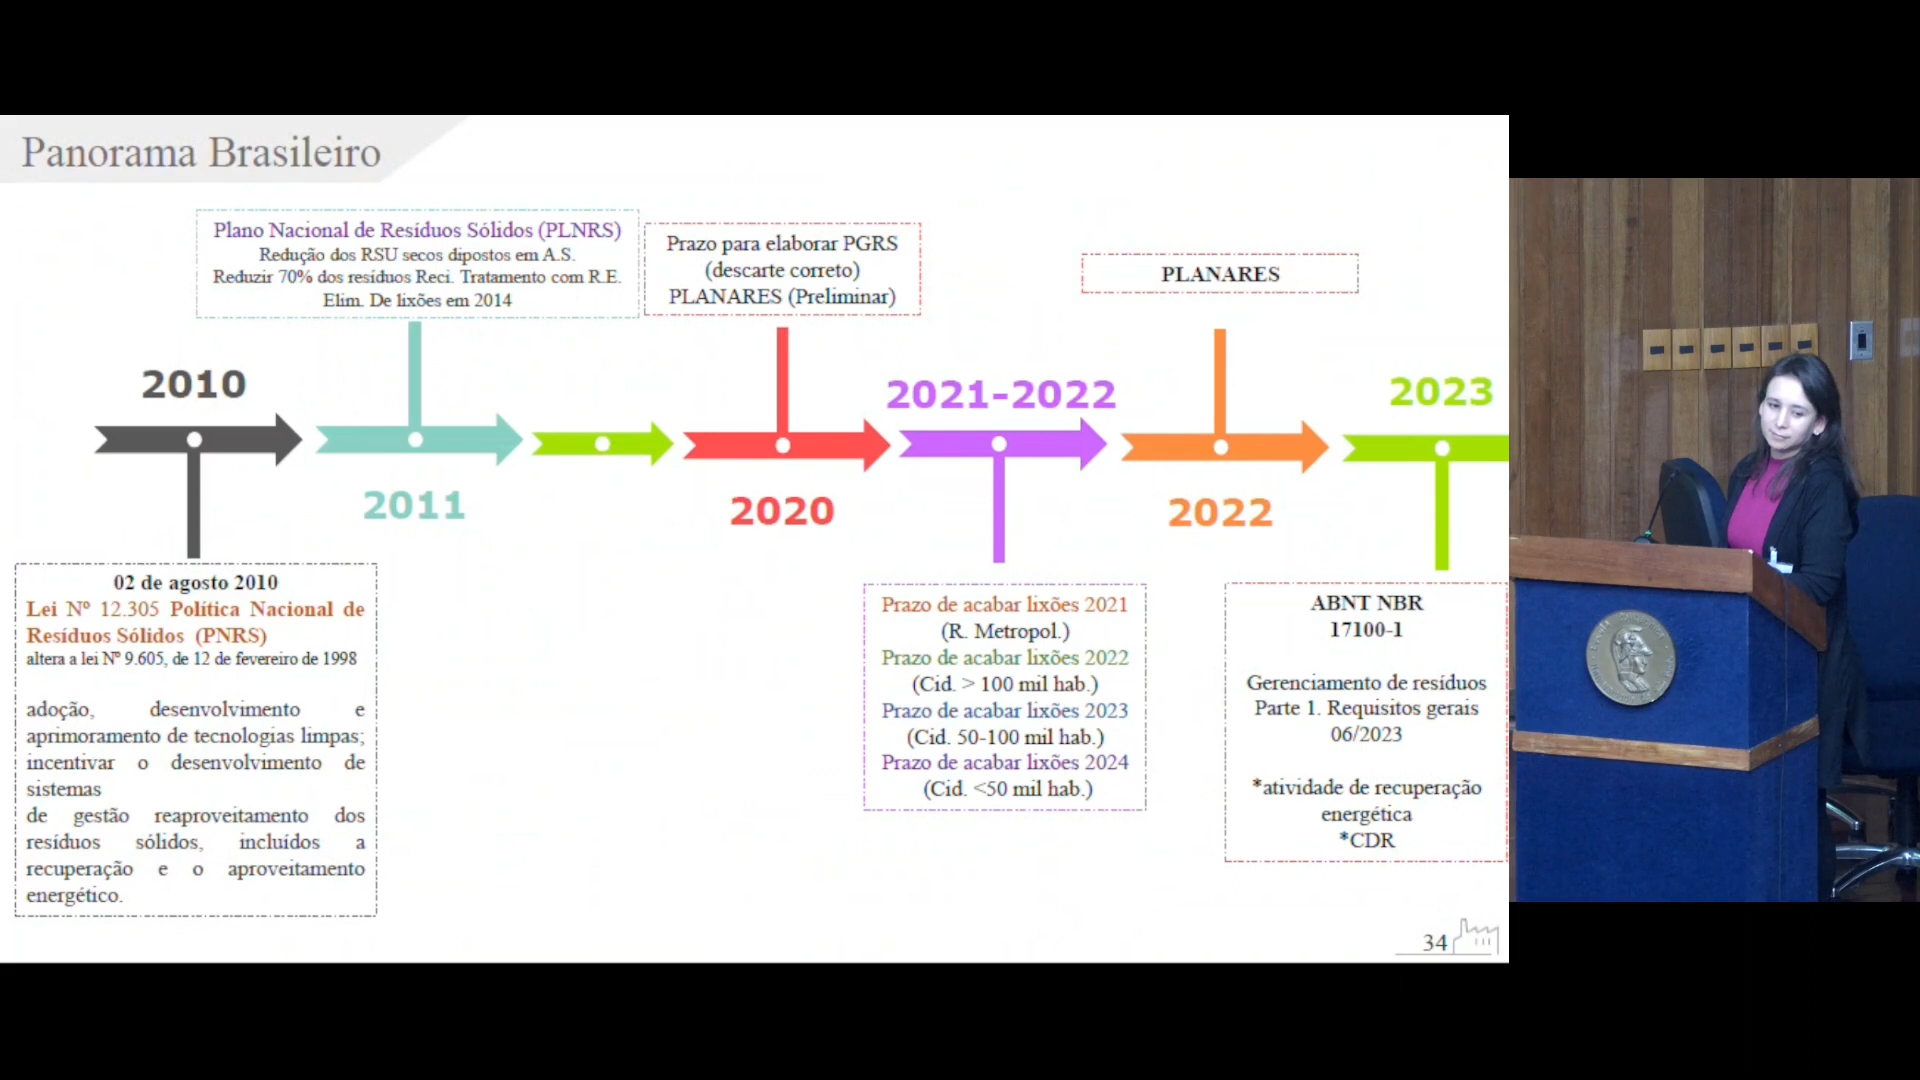 Panorama Brasileiro
Plano Nacional de Resíduos Sólidos (PLNRS)
Redução dos RSU secos dipostos em A.S.
Reduzir 70% dos resíduos Reci. Tratamento com R.E.
Elim. De lixões em 2014
Prazo para elaborar PGRS
(descarte correto)
PLANARES (Preliminar)
PLANARES
2010
2021-2022
2023
2011
2020
2022
02 de agosto 2010
Lei Nº 12.305 Política Nacional de
Resíduos Sólidos (PNRS)
altera a lei Nº 9.605, de 12 de fevereiro de 1998
adoção, desenvolvimento e
aprimoramento de tecnologias limpas;
incentivar o desenvolvimento de
sistemas
de gestão reaproveitamento dos
resíduos sólidos, incluídos a
recuperação e o aproveitamento
energético.
Prazo de acabar lixões 2021
(R. Metropol.)
Prazo de acabar lixões 2022
(Cid. > 100 mil hab.)
Prazo de acabar lixões 2023
(Cid. 50-100 mil hab.)
Prazo de acabar lixões 2024
(Cid. <50 mil hab.)
ABNT NBR
17100-1
Gerenciamento de resíduos
Parte 1. Requisitos gerais
06/2023
*atividade de recuperação
energética
*CDR
34